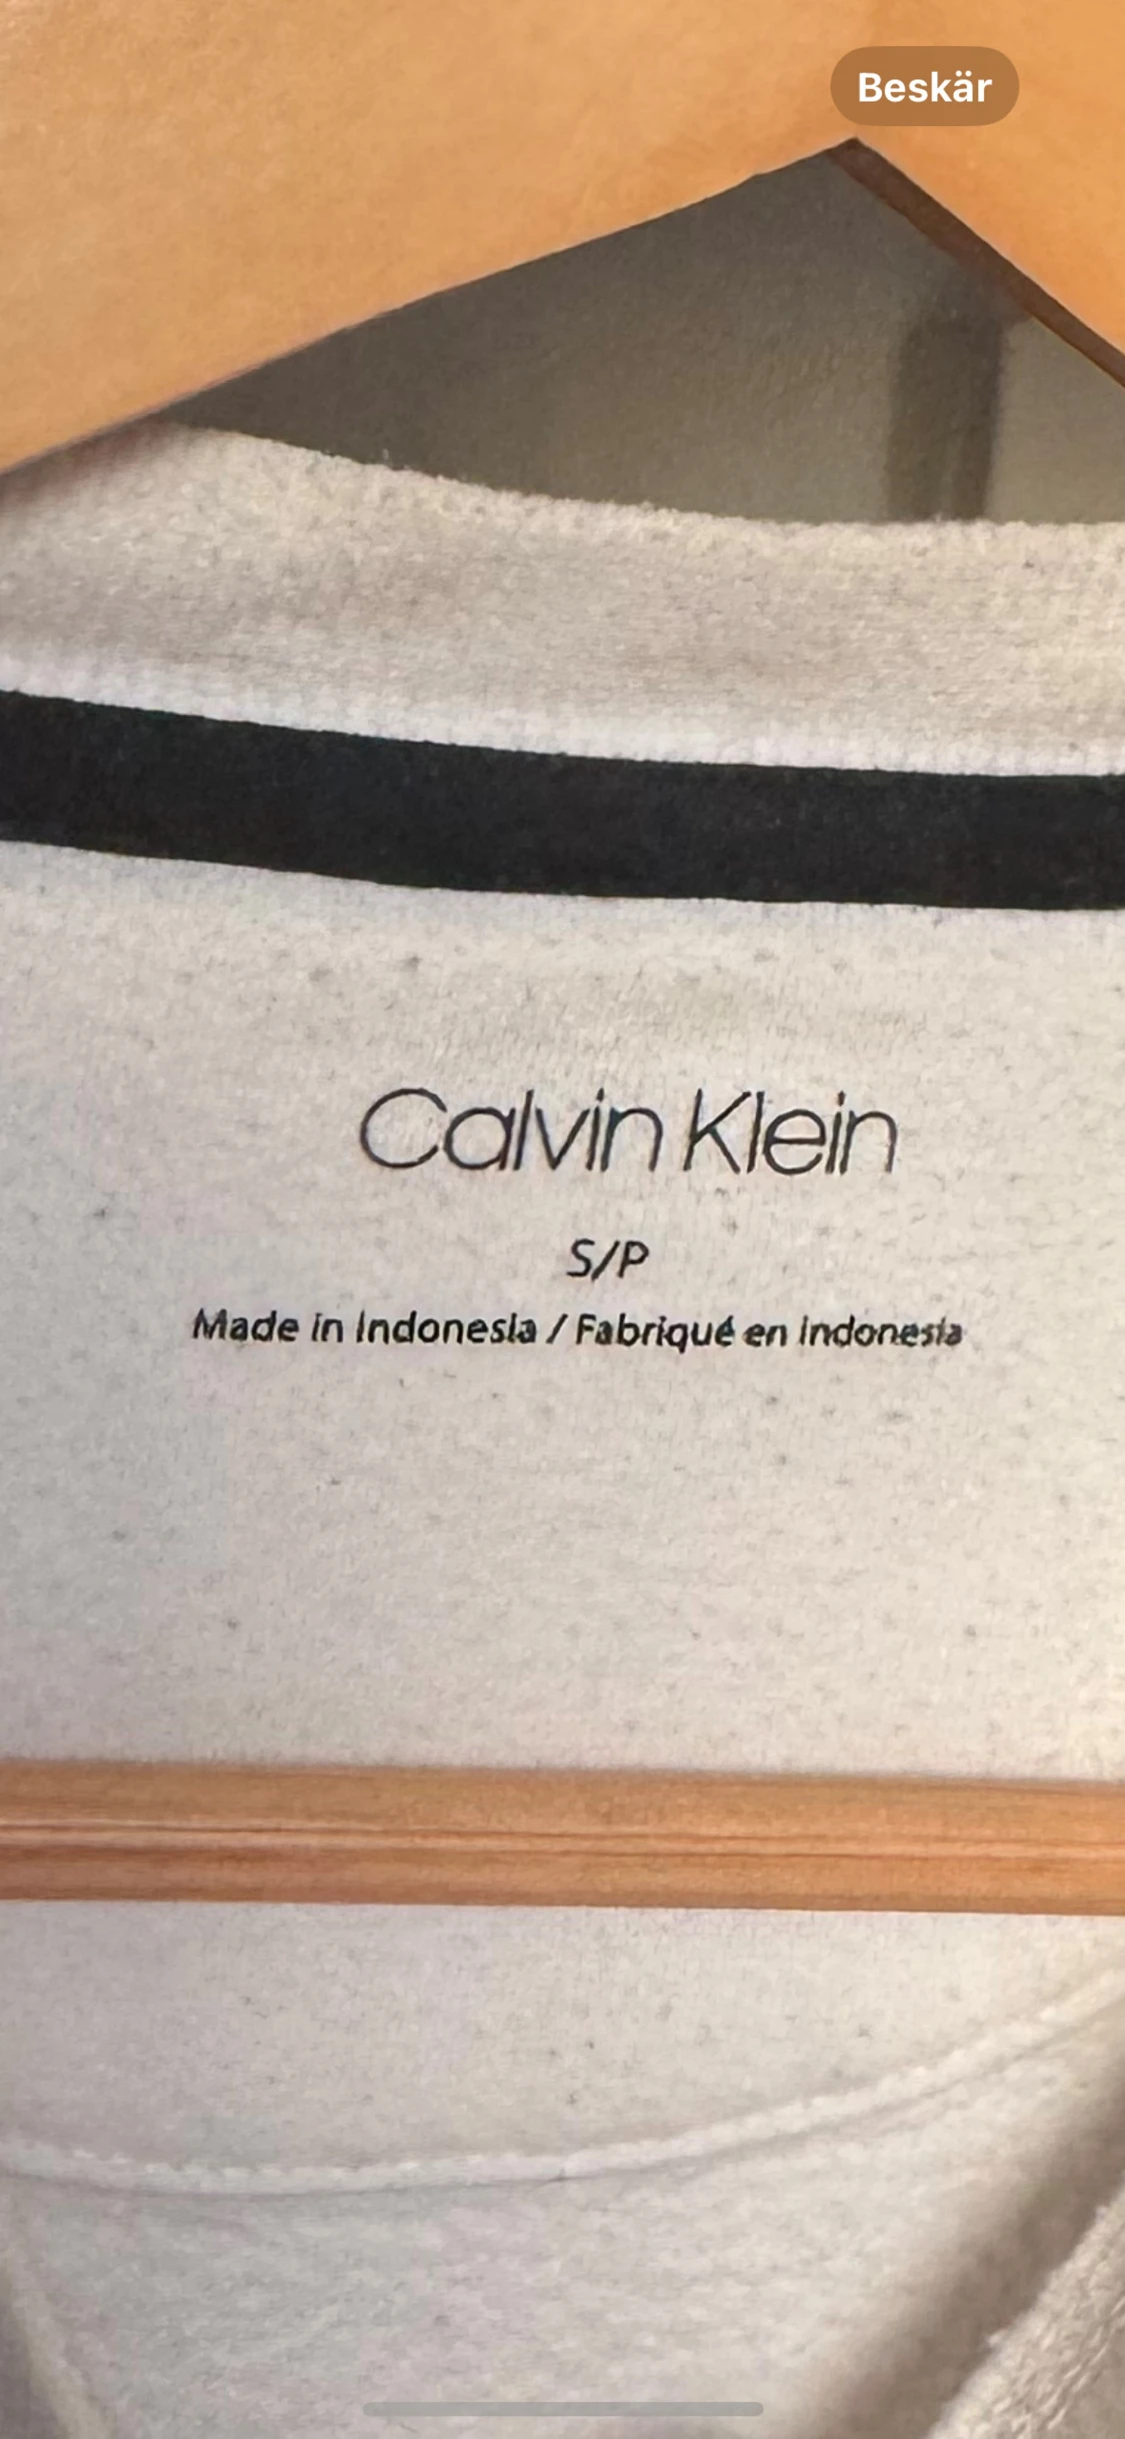 Beskär
Calvin Klein
S/P
Made in Indonesia / Fabriqué en Indonesia